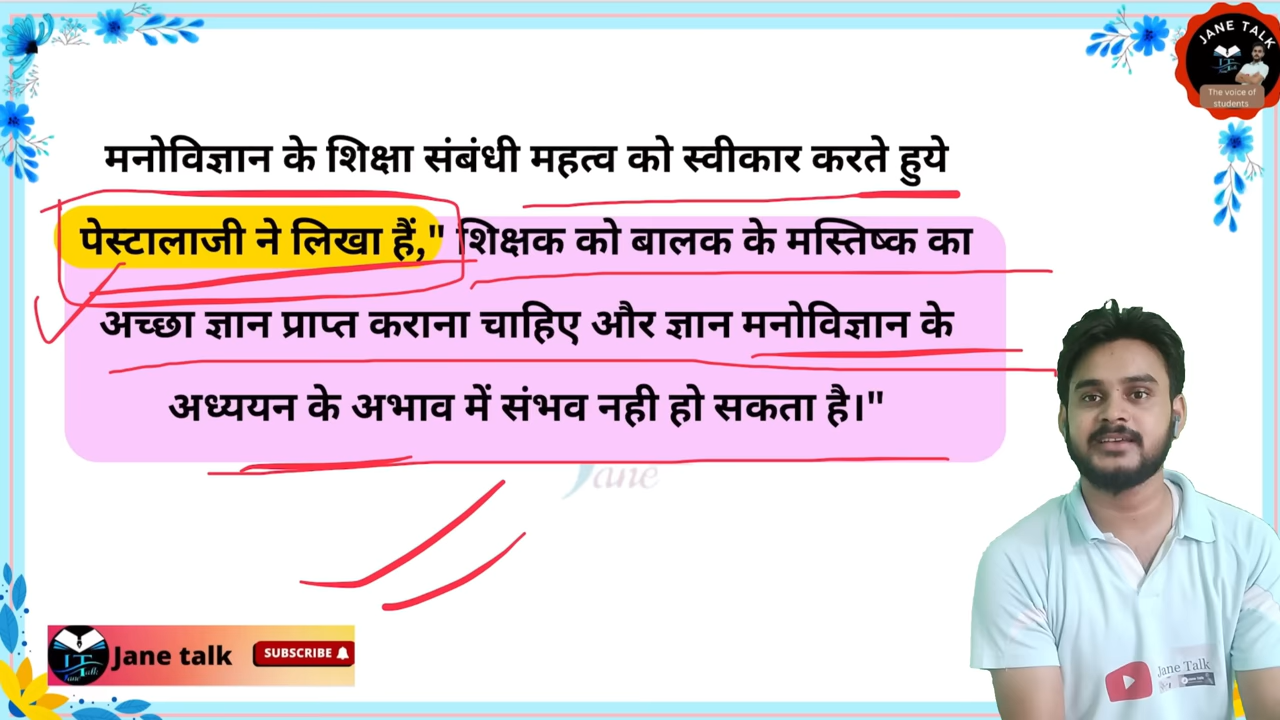 JANE TALK
The voice of
students
मनोविज्ञान के शिक्षा संबंधी महत्व को स्वीकार करते हुये
पेस्टालाजी ने लिखा हैं," शिक्षक को बालक के मस्तिष्क का
अच्छा ज्ञान प्राप्त कराना चाहिए और ज्ञान मनोविज्ञान के
अध्ययन के अभाव में संभव नही हो सकता है।"
Jane
Jane talk
SUBSCRIBE
Jane Talk